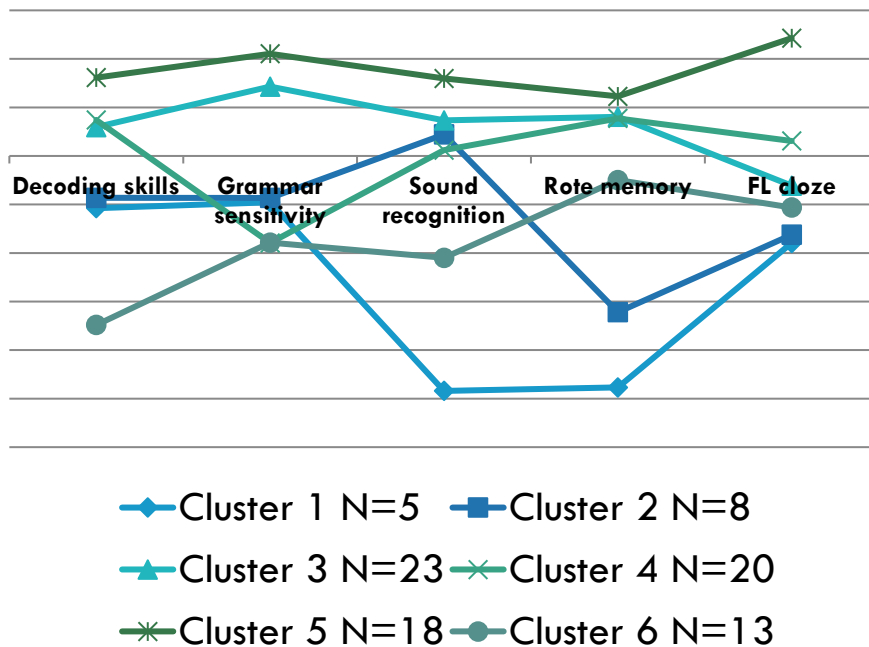 Decoding skills
Grammar sensitivity
Sound recognition
Rote memory
FL cloze
Cluster 1 N=5
Cluster 2 N=8
Cluster 3 N=23
Cluster 4 N=20
Cluster 5 N=18
Cluster 6 N=13